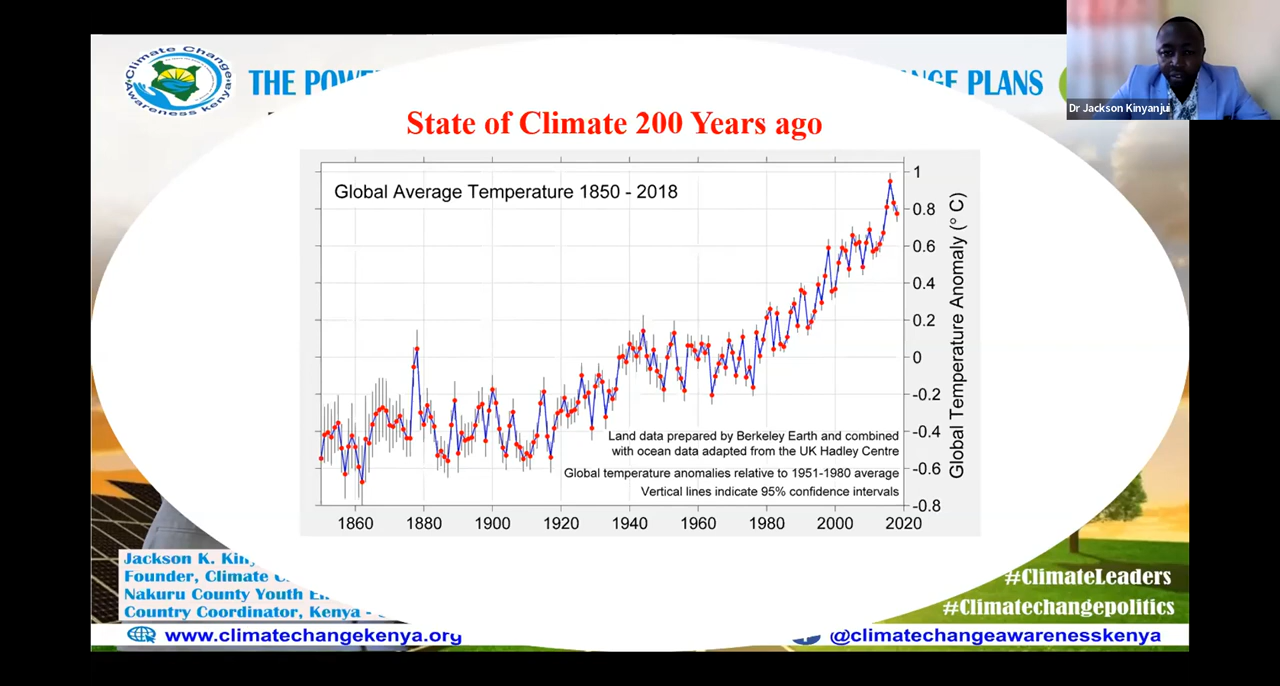 Climate Change
Awareness Kenya
THE POWE
NGE PLANS
Dr Jackson Kinyanjui
State of Climate 200 Years ago
Global Average Temperature 1850 - 2018
1
0.8
0.6
0.4
0.2
0
-0.2
-0.4
-0.6
-0.8
Global Temperature Anomaly (° C)
Land data prepared by Berkeley Earth and combined
with ocean data adapted from the UK Hadley Centre
Global temperature anomalies relative to 1951-1980 average
Vertical lines indicate 95% confidence intervals
1860 1880 1900 1920 1940 1960 1980 2000 2020
Jackson K. Kin
Founder, Climate C
Nakuru County Youth E
Country Coordinator, Kenya -
#ClimateLeaders
#Climatechangepolitics
www.climatechangekenya.org
@climatechangeawarenesskenya